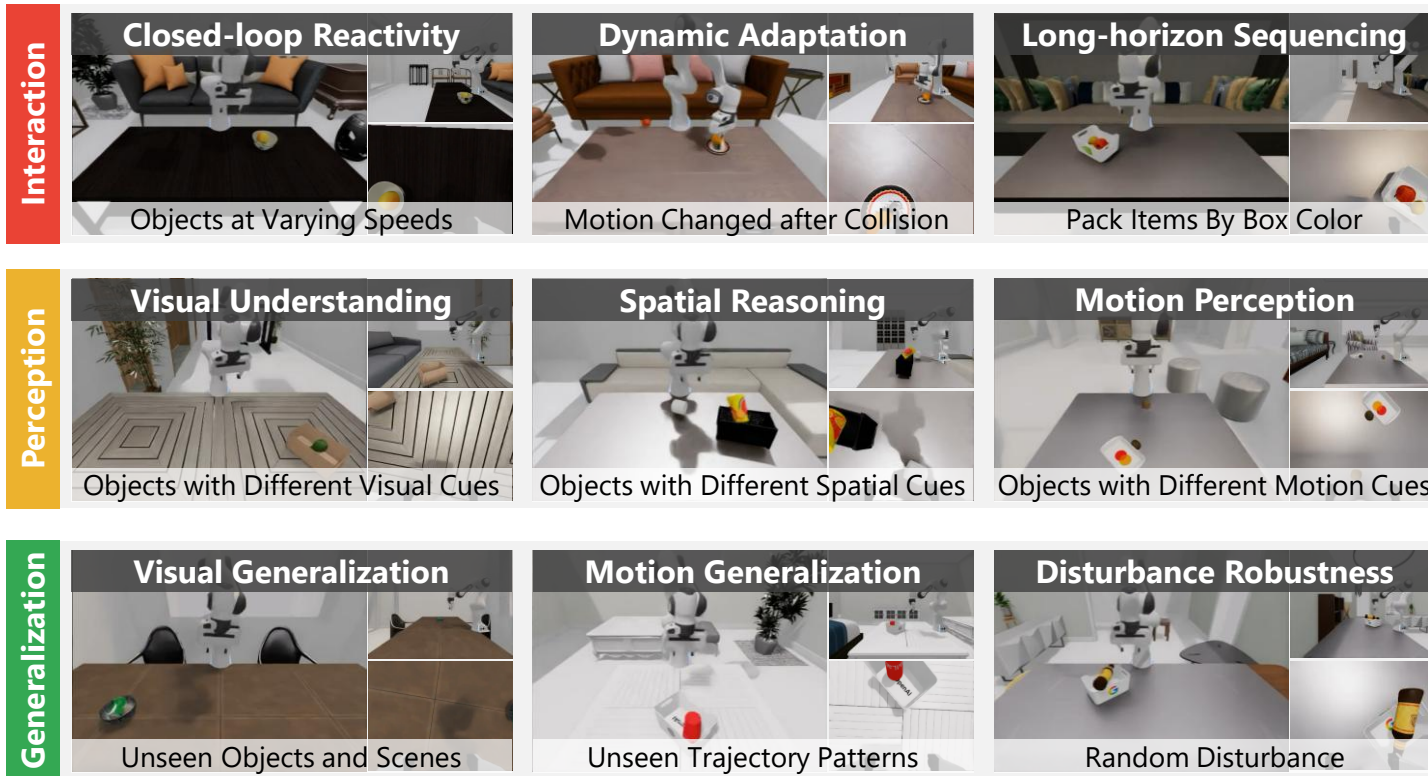 Interaction
Closed-loop Reactivity
Objects at Varying Speeds
Dynamic Adaptation
Motion Changed after Collision
Long-horizon Sequencing
Pack Items By Box Color
Perception
Visual Understanding
Objects with Different Visual Cues
Spatial Reasoning
Objects with Different Spatial Cues
Motion Perception
Objects with Different Motion Cues
Generalization
Visual Generalization
Unseen Objects and Scenes
Motion Generalization
Unseen Trajectory Patterns
Disturbance Robustness
Random Disturbance